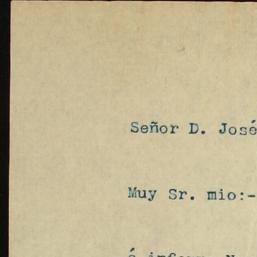 Señor D. José
Muy Sr. mio:-